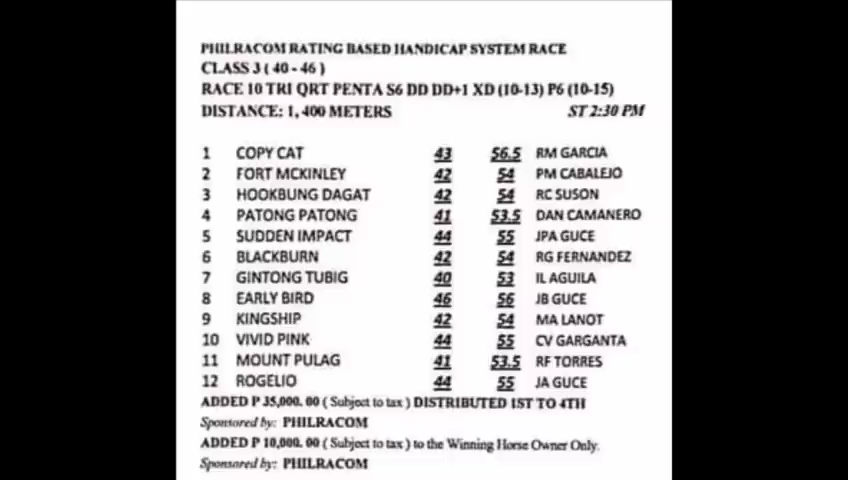 PHILRACOM RATING BASED HANDICAP SYSTEM RACE
CLASS 3 ( 40 - 46 )
RACE 10 TRI QRT PENTA S6 DD DD+1 XD (10-13) P6 (10-15)
DISTANCE: 1, 400 METERS ST 2:30 PM
1 COPY CAT 43 56.5 RM GARCIA
2 FORT MCKINLEY 42 54 PM CABALEJO
3 HOOKBUNG DAGAT 42 54 RC SUSON
4 PATONG PATONG 41 53.5 DAN CAMANERO
5 SUDDEN IMPACT 44 55 JPA GUCE
6 BLACKBURN 42 54 RG FERNANDEZ
7 GINTONG TUBIG 40 53 IL AGUILA
8 EARLY BIRD 46 56 JB GUCE
9 KINGSHIP 42 54 MA LANOT
10 VIVID PINK 44 55 CV GARGANTA
11 MOUNT PULAG 41 53.5 RF TORRES
12 ROGELIO 44 55 JA GUCE
ADDED P 35,000. 00 ( Subject to tax ) DISTRIBUTED 1ST TO 4TH
Sponsored by: PHILRACOM
ADDED P 10,000. 00 ( Subject to tax ) to the Winning Horse Owner Only.
Sponsored by: PHILRACOM